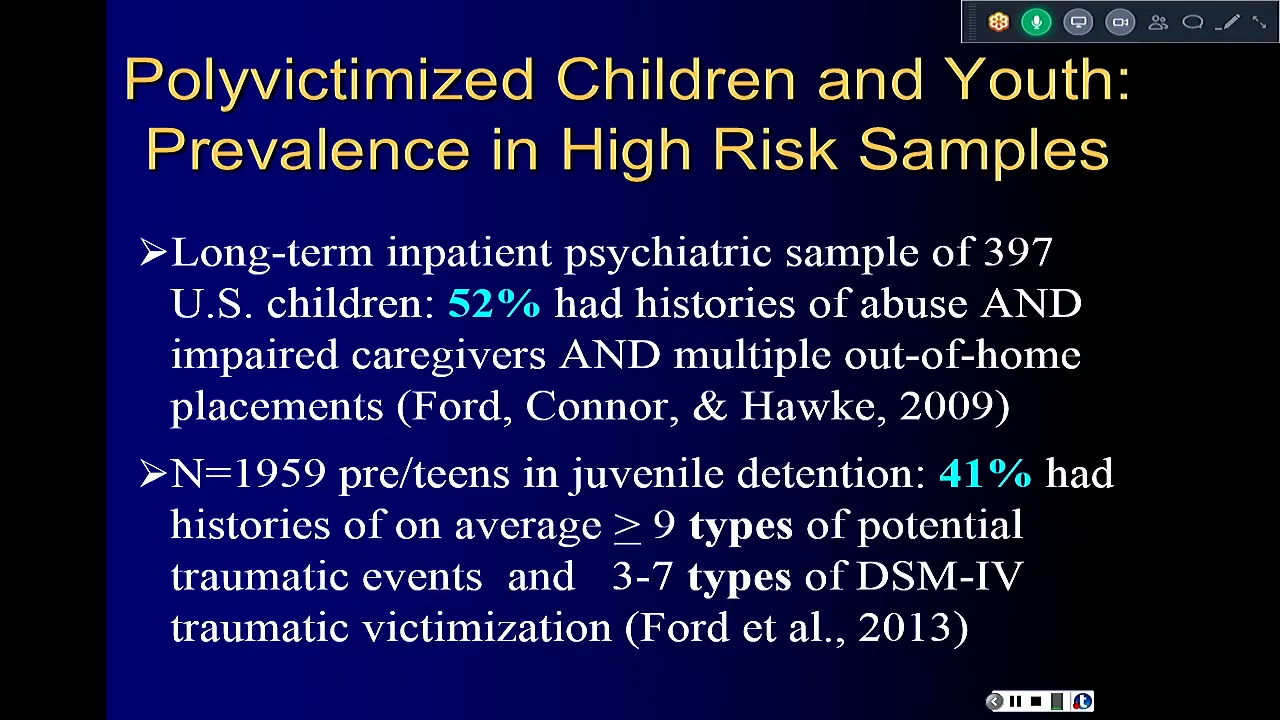 Polyvictimized Children and Youth:
Prevalence in High Risk Samples
➢Long-term inpatient psychiatric sample of 397
U.S. children: 52% had histories of abuse AND
impaired caregivers AND multiple out-of-home
placements (Ford, Connor, & Hawke, 2009)
➢N=1959 pre/teens in juvenile detention: 41% had
histories of on average ≥ 9 types of potential
traumatic events and 3-7 types of DSM-IV
traumatic victimization (Ford et al., 2013)